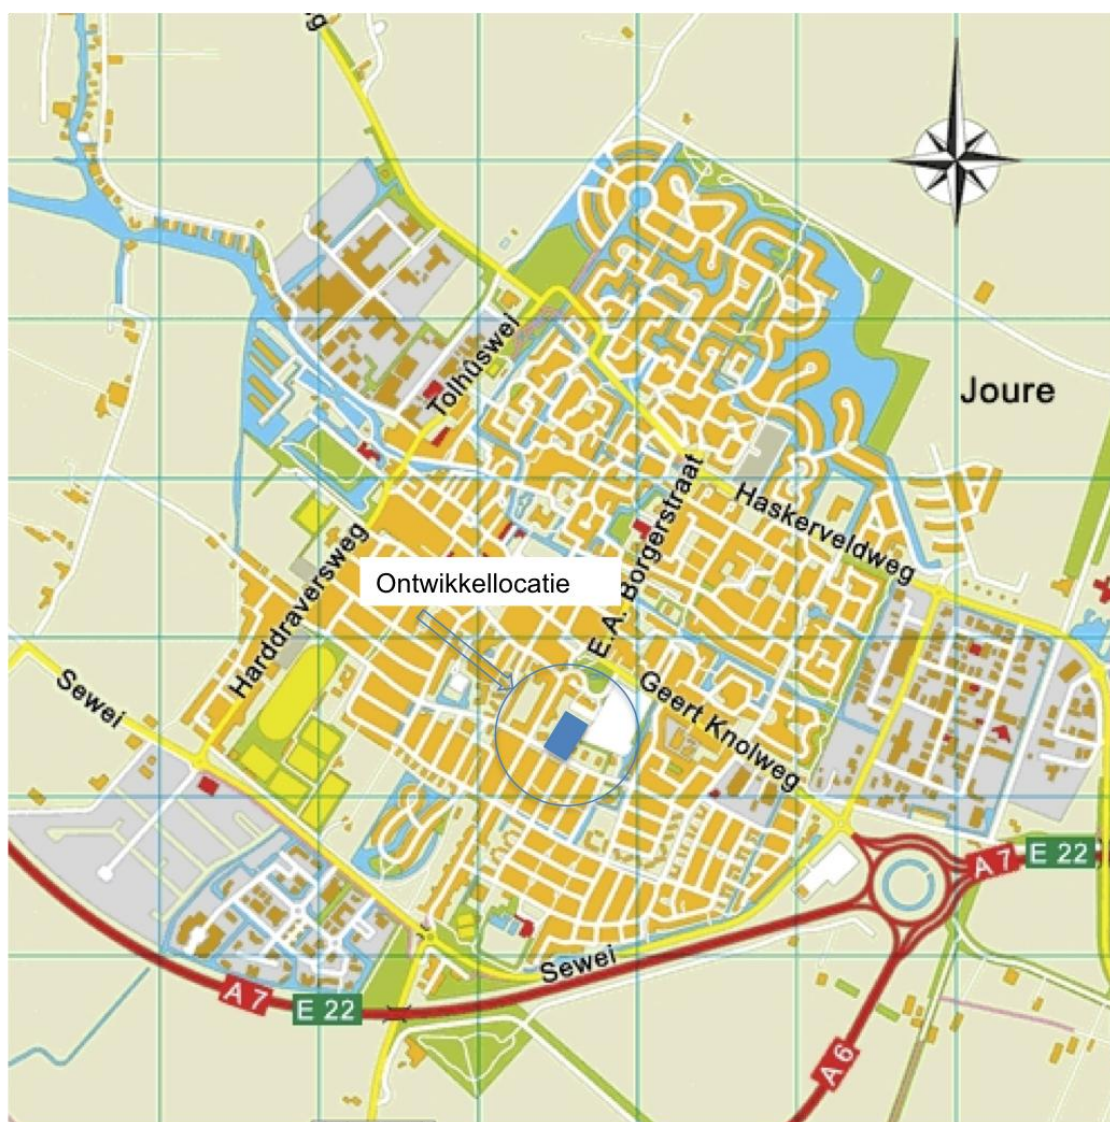 g
Joure
Tolhûswei
Haskerveldweg
E. A. Borgerstraat
Harddraversweg
Ontwikkellocatie
Sewei
Geert Knolweg
A 7
E 22
Sewei
A 7
E 22
A 6